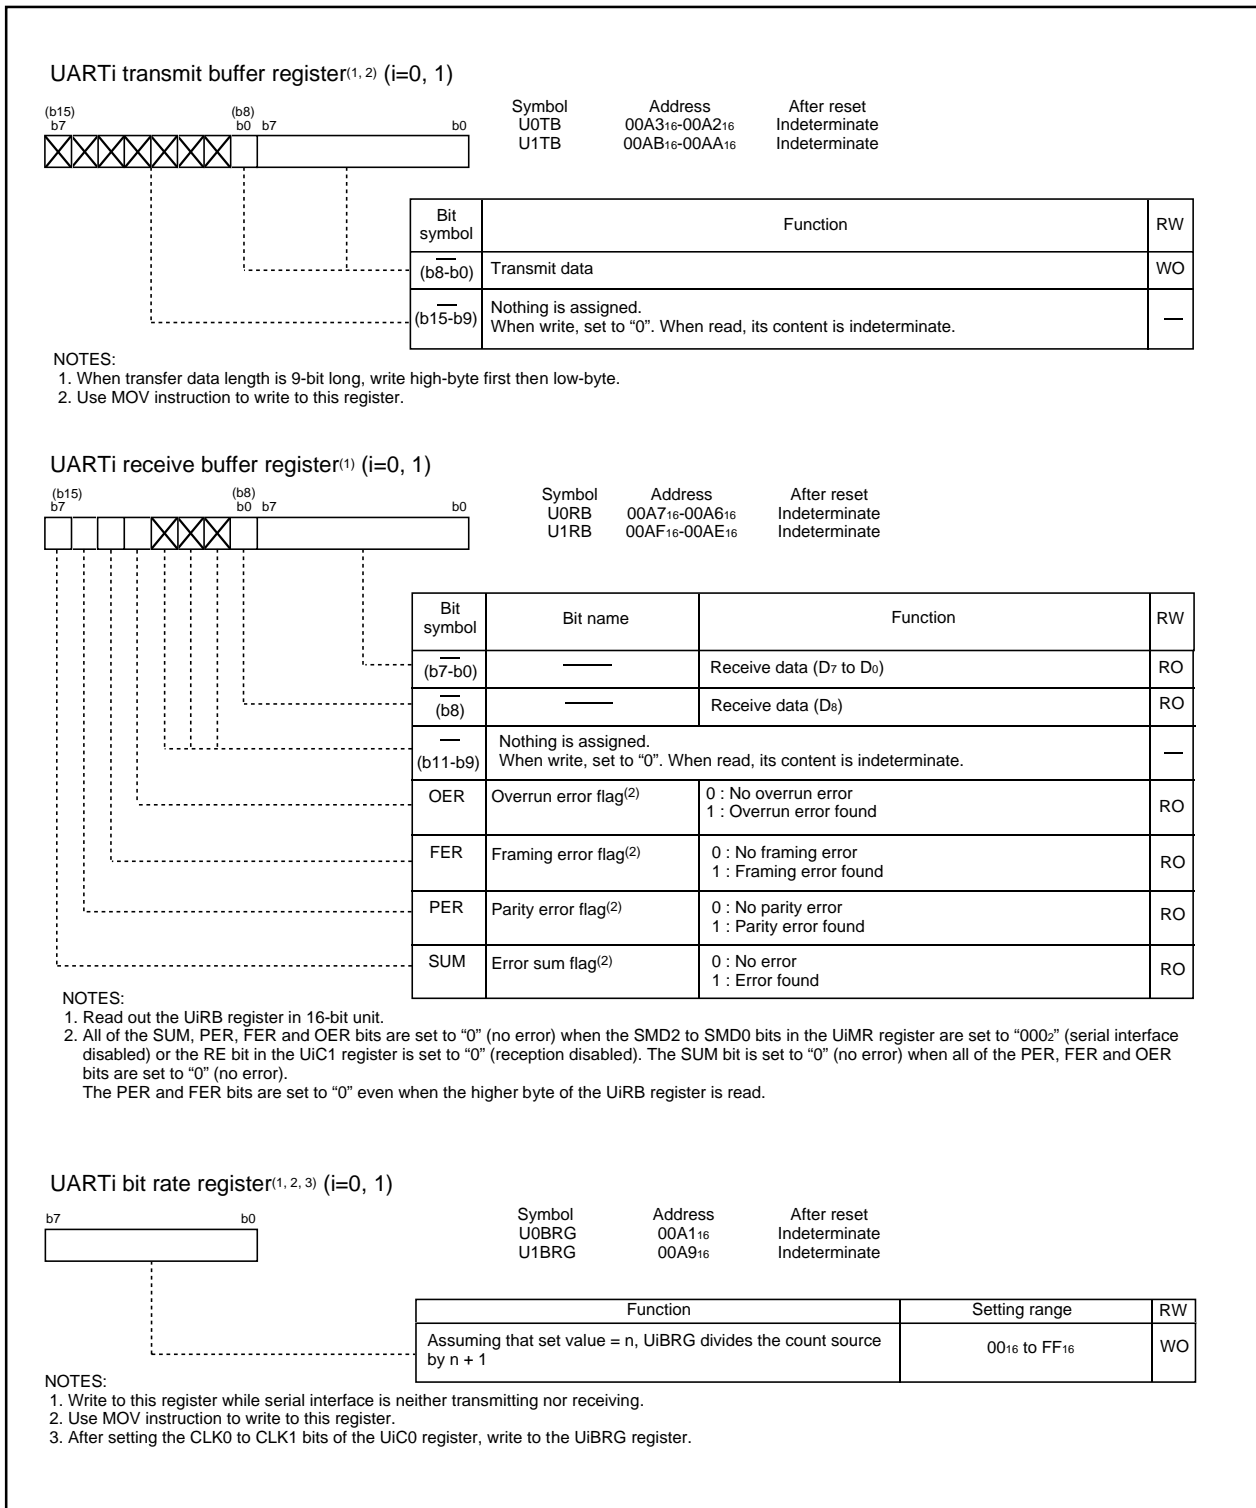 UARTi transmit buffer register(1, 2) (i=0, 1)
(b15) (b8)
b7 b0 b7 b0
Symbol Address After reset
U0TB 00A316-00A216 Indeterminate
U1TB 00AB16-00AA16 Indeterminate
Bit symbol Function RW
(b8-b0) Transmit data WO
(b15-b9) Nothing is assigned.
When write, set to “0”. When read, its content is indeterminate. —
NOTES:
1. When transfer data length is 9-bit long, write high-byte first then low-byte.
2. Use MOV instruction to write to this register.
UARTi receive buffer register(1) (i=0, 1)
(b15) (b8)
b7 b0 b7 b0
Symbol Address After reset
U0RB 00A716-00A616 Indeterminate
U1RB 00AF16-00AE16 Indeterminate
Bit symbol Bit name Function RW
— (b7-b0) — Receive data (D7 to D0) RO
— (b8) — Receive data (D8) RO
— (b11-b9) Nothing is assigned.
When write, set to “0”. When read, its content is indeterminate. —
OER Overrun error flag(2) 0 : No overrun error
1 : Overrun error found RO
FER Framing error flag(2) 0 : No framing error
1 : Framing error found RO
PER Parity error flag(2) 0 : No parity error
1 : Parity error found RO
SUM Error sum flag(2) 0 : No error
1 : Error found RO
NOTES:
1. Read out the UiRB register in 16-bit unit.
2. All of the SUM, PER, FER and OER bits are set to “0” (no error) when the SMD2 to SMD0 bits in the UiMR register are set to “0002” (serial interface
disabled) or the RE bit in the UiC1 register is set to “0” (reception disabled). The SUM bit is set to “0” (no error) when all of the PER, FER and OER
bits are set to “0” (no error).
The PER and FER bits are set to “0” even when the higher byte of the UiRB register is read.
UARTi bit rate register(1, 2, 3) (i=0, 1)
b7 b0
Symbol Address After reset
U0BRG 00A116 Indeterminate
U1BRG 00A916 Indeterminate
Function Setting range RW
Assuming that set value = n, UiBRG divides the count source
by n + 1 0016 to FF16 WO
NOTES:
1. Write to this register while serial interface is neither transmitting nor receiving.
2. Use MOV instruction to write to this register.
3. After setting the CLK0 to CLK1 bits of the UiC0 register, write to the UiBRG register.